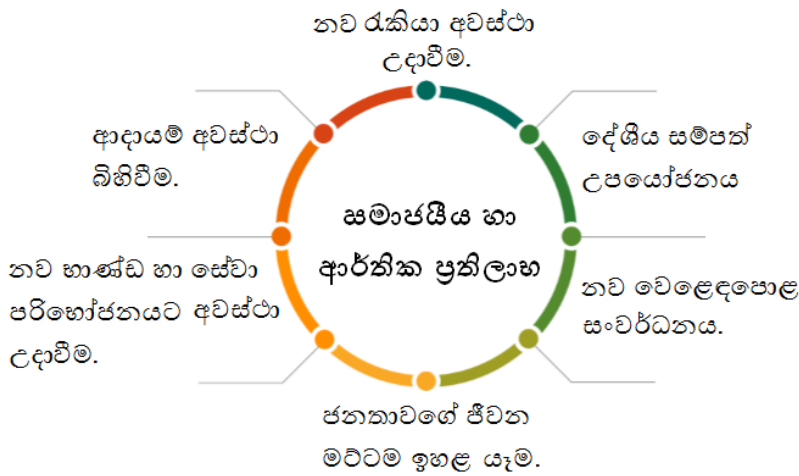 නව රැකියා අවස්ථා
උදාවීම.
දේශීය සම්පත්
උපයෝජනය
නව වෙළෙඳපොළ
සංවර්ධනය.
ජනතාවගේ ජීවන
මට්ටම ඉහළ යෑම.
නව භාණ්ඩ හා සේවා
පරිභෝජනයට අවස්ථා
උදාවීම.
ආදායම් අවස්ථා
බිහිවීම.
සමාජයීය හා
ආර්තික ප්‍රතිලාභ